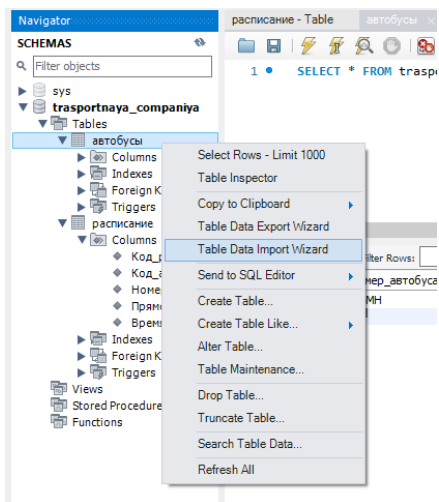 Navigator
SCHEMAS
Filter objects
sys
trasportnaya_companiya
Tables
автобусы
Columns
Indexes
Foreign K
Triggers
расписание
Columns
Код_р
Код_а
Номе
Прям
Время
Indexes
Foreign K
Triggers
Views
Stored Procedure
Functions
расписание - Table
автобусы
1
SELECT * FROM traspo
Select Rows - Limit 1000
Table Inspector
Copy to Clipboard
Table Data Export Wizard
Table Data Import Wizard
Send to SQL Editor
Create Table...
Create Table Like...
Alter Table...
Table Maintenance...
Drop Table...
Truncate Table...
Search Table Data...
Refresh All
ilter Rows:
мер_автобуса
МН